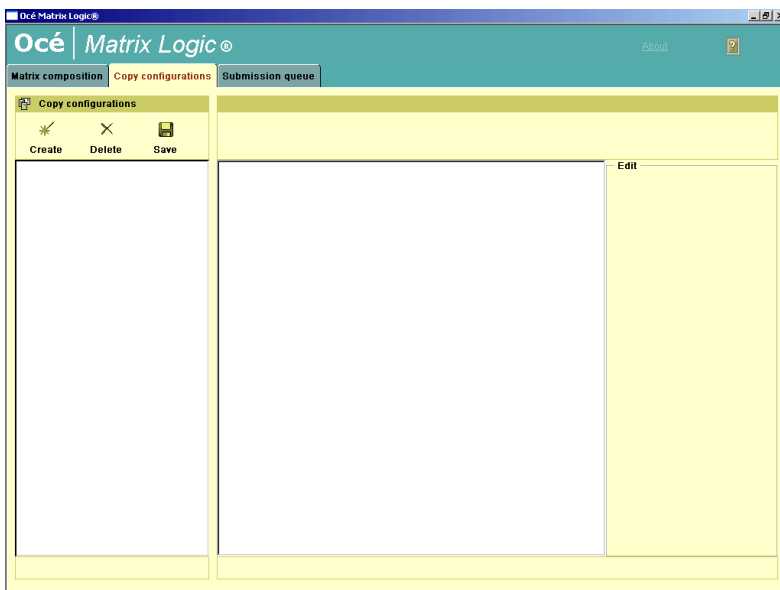 Océ Matrix Logic®
Océ | Matrix Logic ®
About
?
Matrix composition
Copy configurations
Submission queue
Copy configurations
Create
Delete
Save
Edit